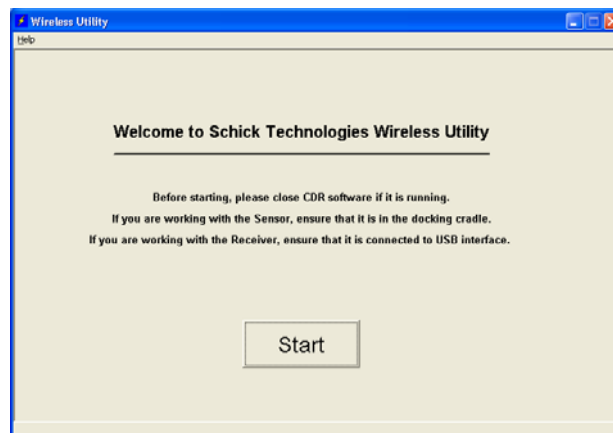 Wireless Utility
Help
Welcome to Schick Technologies Wireless Utility
Before starting, please close CDR software if it is running.
If you are working with the Sensor, ensure that it is in the docking cradle.
If you are working with the Receiver, ensure that it is connected to USB interface.
Start